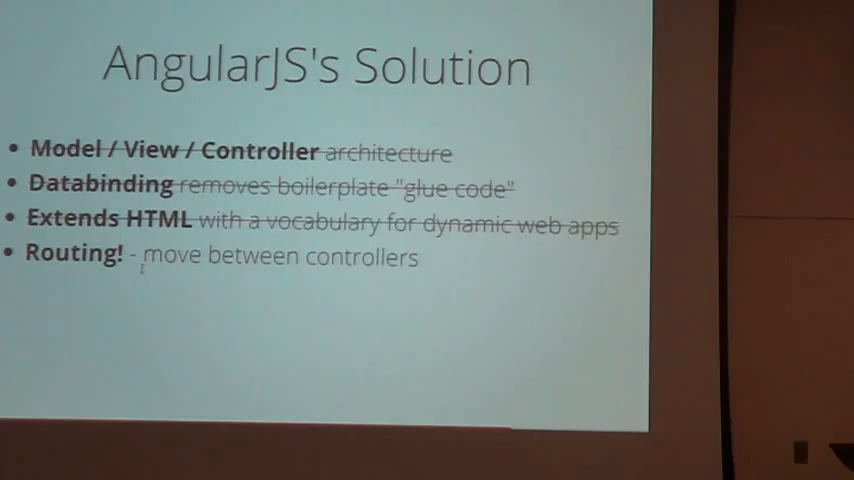 AngularJS's Solution
• Model / View / Controller architecture
• Databinding removes boilerplate "glue code"
• Extends HTML with a vocabulary for dynamic web apps
• Routing! - move between controllers